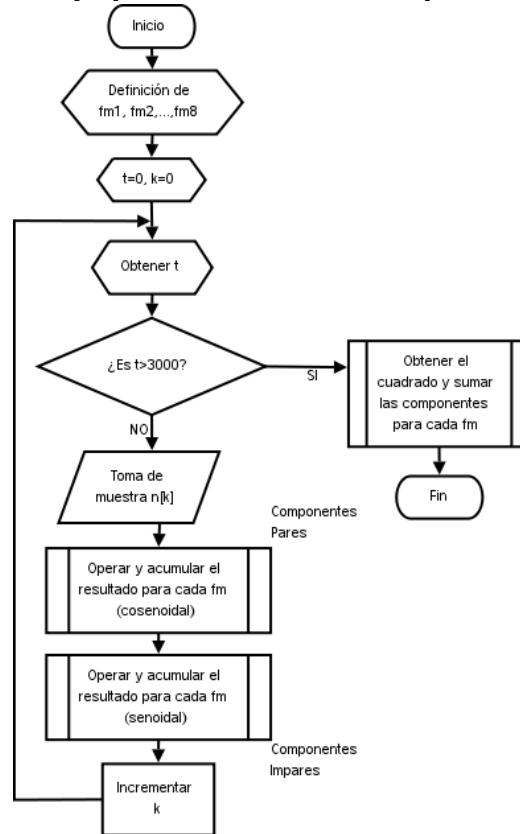 Inicio
Definición de
fm1, fm2,...,fm8
t=0, k=0
Obtener t
¿Es t>3000?
SI
Obtener el
cuadrado y sumar
las componentes
para cada fm
Fin
NO
Toma de
muestra n[k]
Componentes
Pares
Operar y acumular el
resultado para cada fm
(cosenoidal)
Operar y acumular el
resultado para cada fm
(senoidal)
Componentes
Impares
Incrementar
k